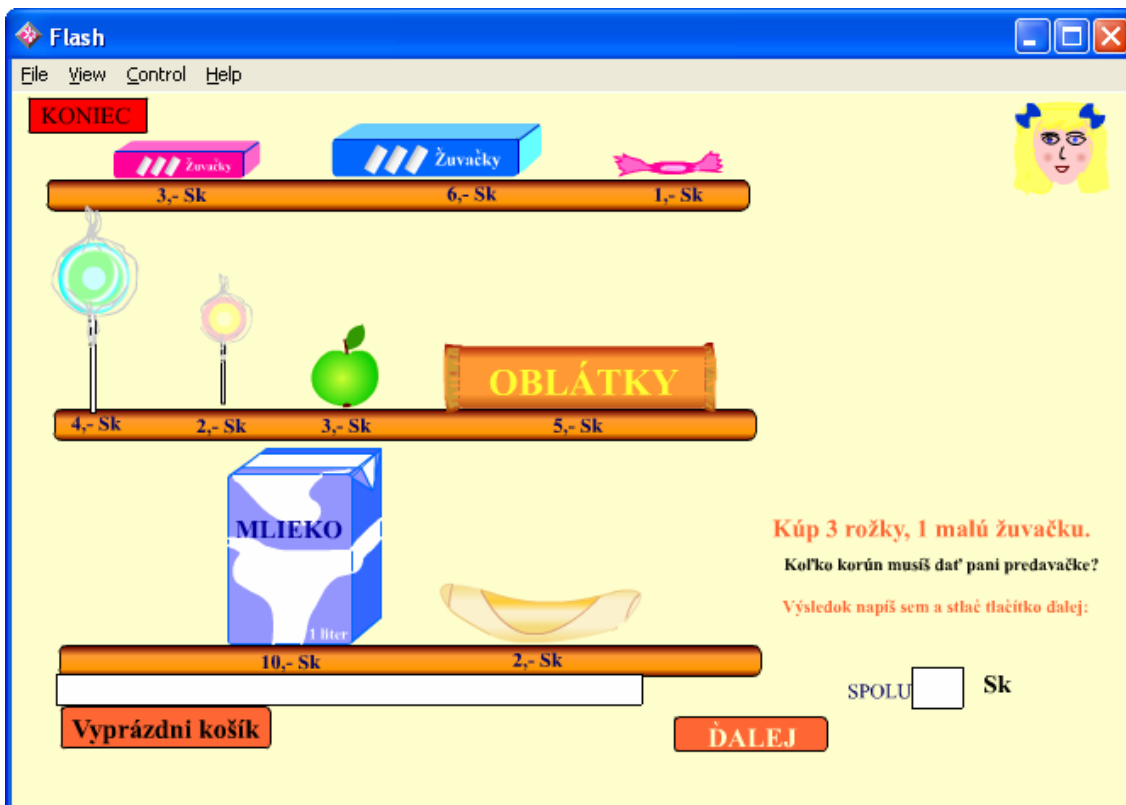 Flash
File View Control Help
KONIEC
Žuvačky
Žuvačky
3,- Sk 6,- Sk 1,- Sk
OBLÁTKY
4,- Sk 2,- Sk 3,- Sk 5,- Sk
MLIEKO
1 liter
10,- Sk 2,- Sk
Kúp 3 rožky, 1 malú žuvačku.
Koľko korún musíš dať pani predavačke?
Výsledok napíš sem a stlač tlačítko ďalej:
SPOLU Sk
Vyprázdni košík
ĎALEJ